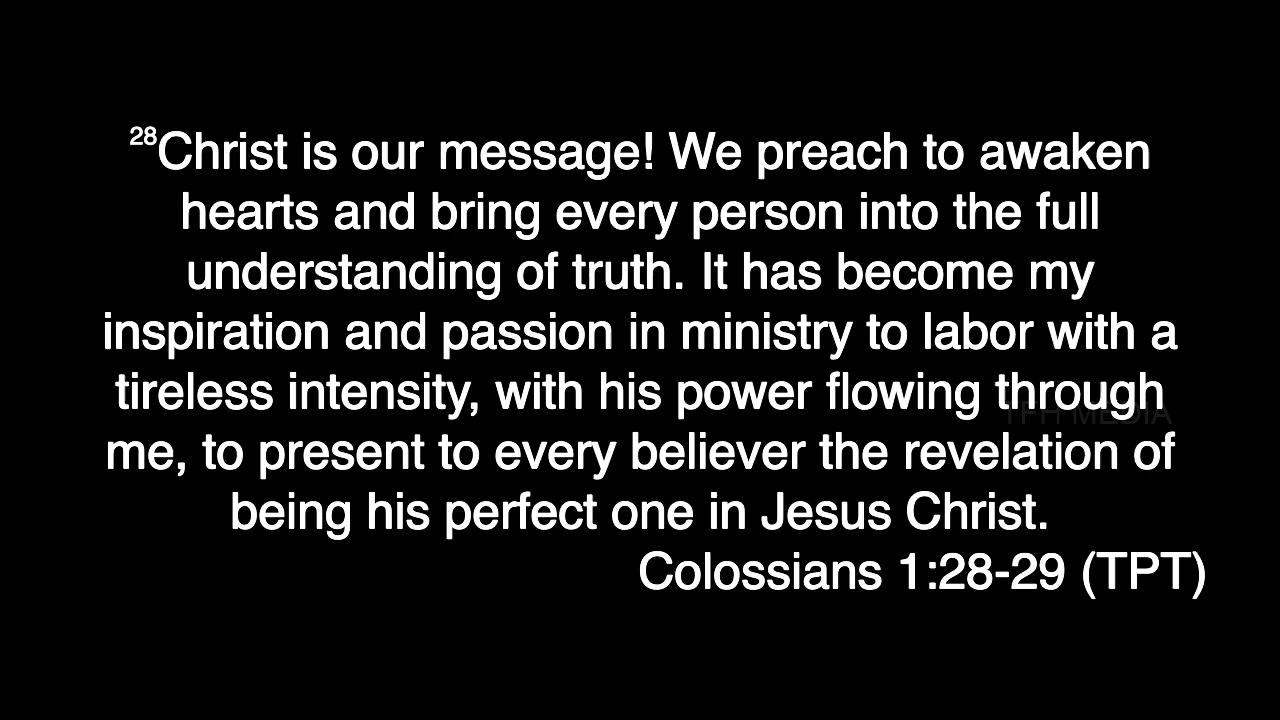 28Christ is our message! We preach to awaken
hearts and bring every person into the full
understanding of truth. It has become my
inspiration and passion in ministry to labor with a
tireless intensity, with his power flowing through
TFH MEDIA
me, to present to every believer the revelation of
being his perfect one in Jesus Christ.
Colossians 1:28-29 (TPT)